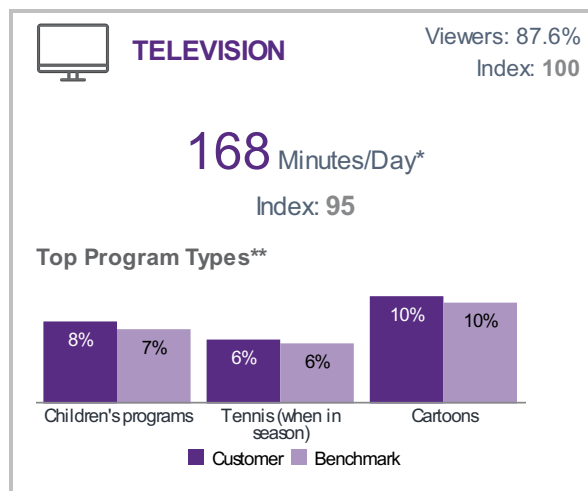 TELEVISION
Viewers: 87.6%
Index: 100
168 Minutes/Day*
Index: 95
Top Program Types**
8%
7%
6%
6%
10%
10%
Children's programs
Tennis (when in
season)
Cartoons
Customer
Benchmark